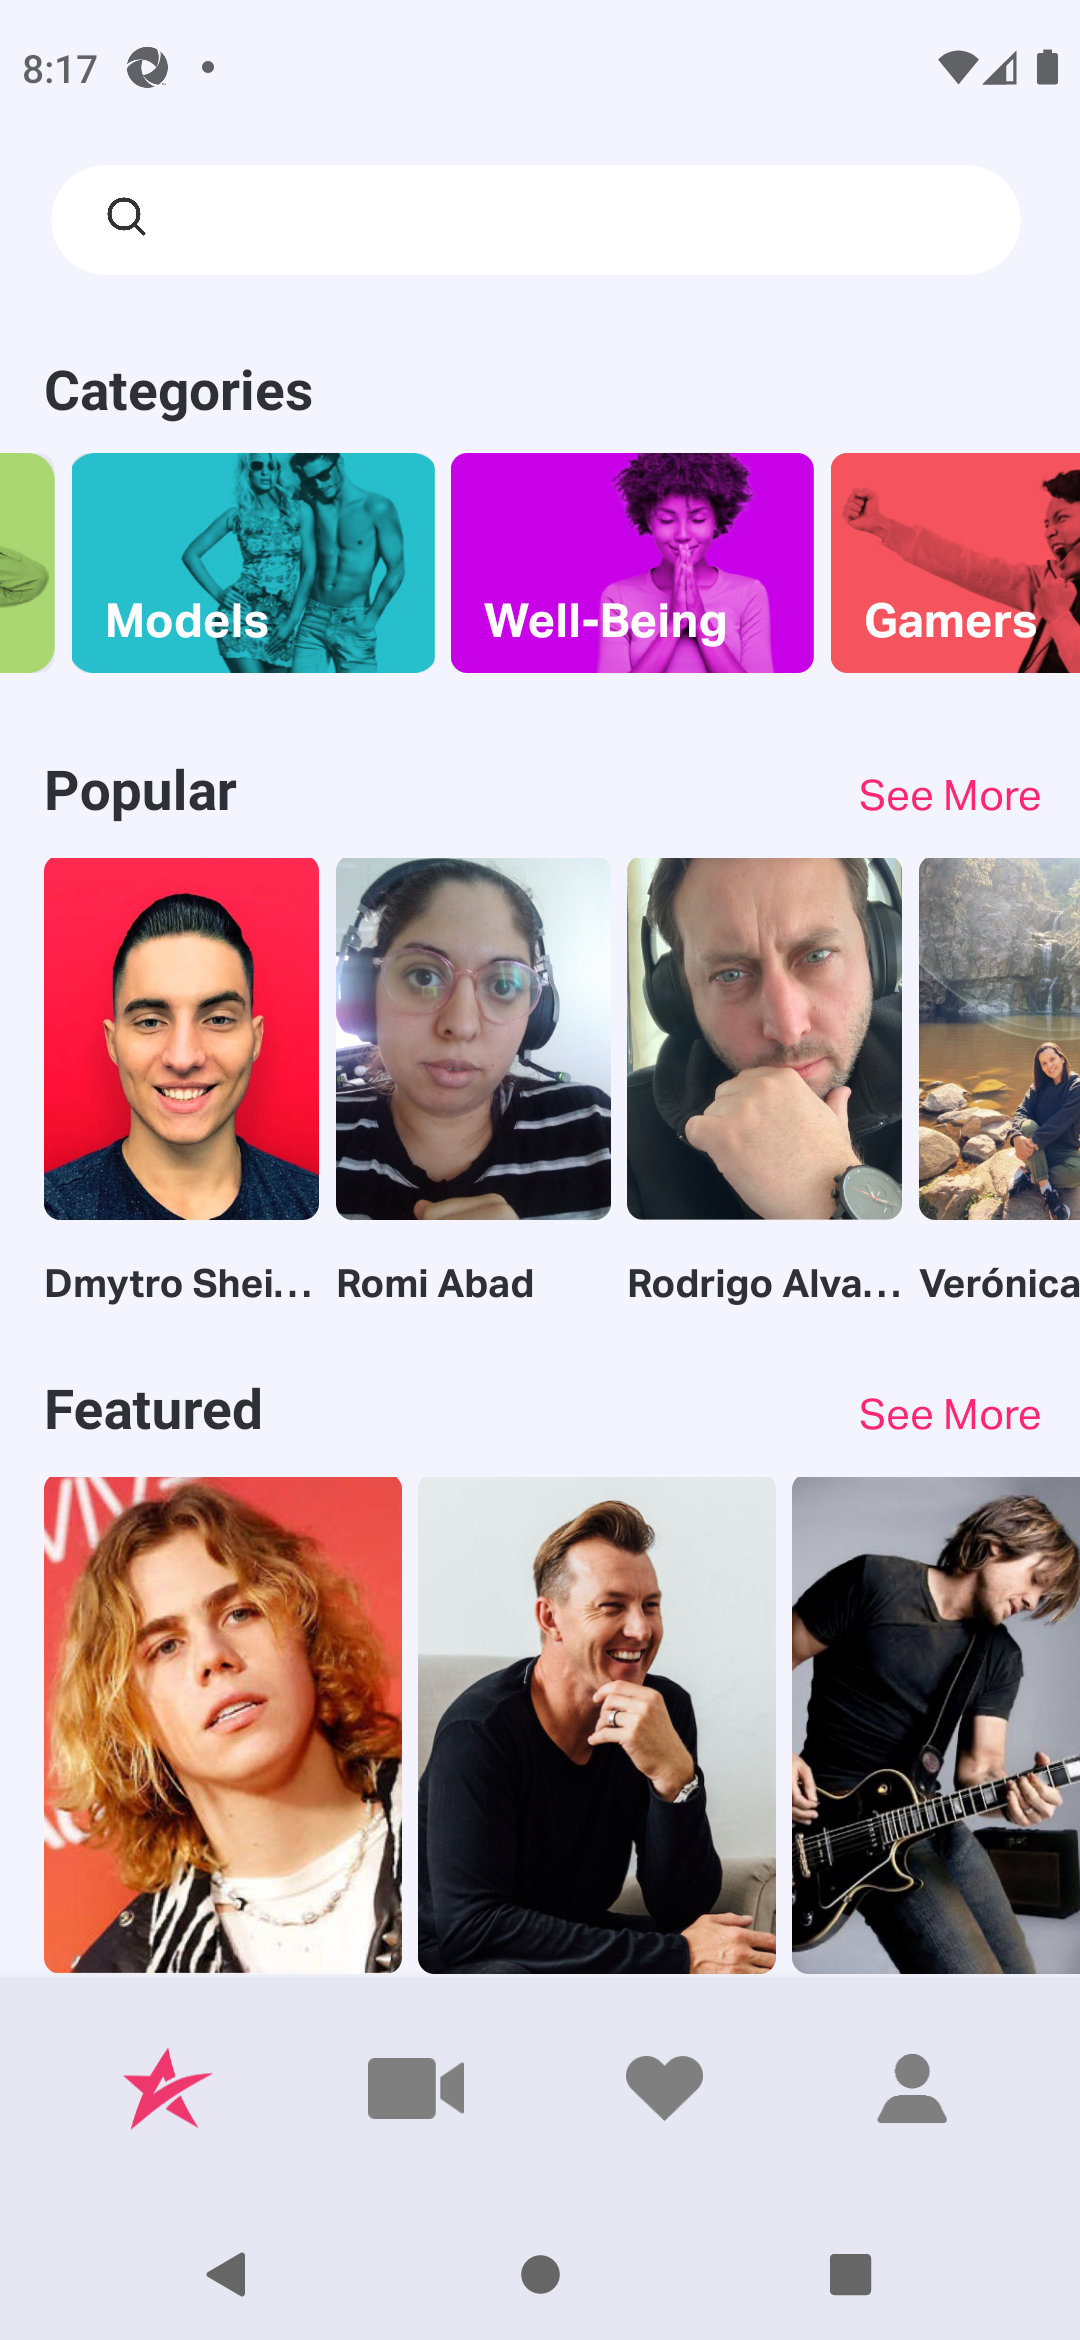 8:17
Categories
Models
Well-Being
Gamers
Popular
See More
Dmytro Shei...
Romi Abad
Rodrigo Alva...
Verónica
Featured
See More